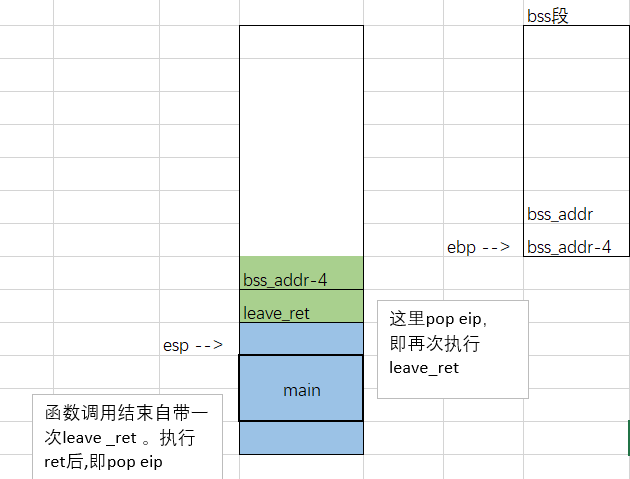 bss段
bss_addr
ebp -->
bss_addr-4
bss_addr-4
leave_ret
esp -->
这里pop eip,
即再次执行
leave_ret
main
函数调用结束自带一
次leave _ret 。执行
ret后,即pop eip